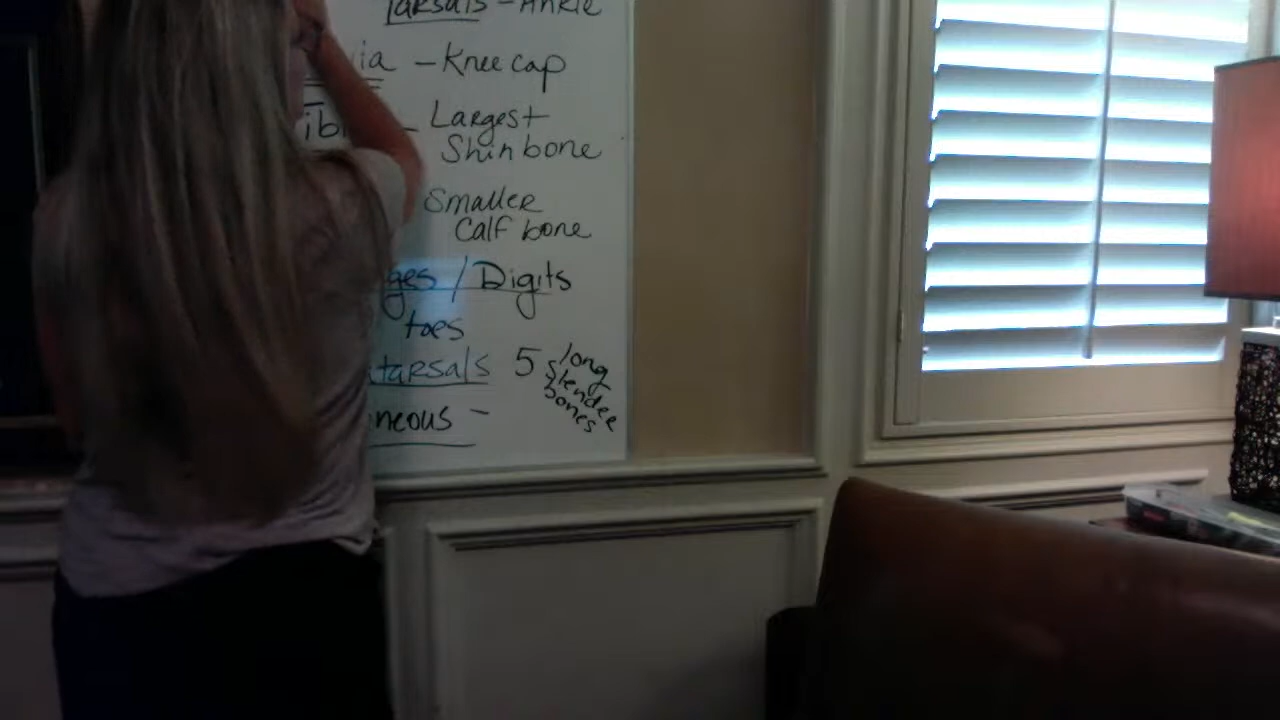 Tarsals - Ankle
ia - Knee cap
ib - Largest
Shin bone
Smaller
Calf bone
ges / Digits
toes
tarsals 5 long
slender
bones
neous -